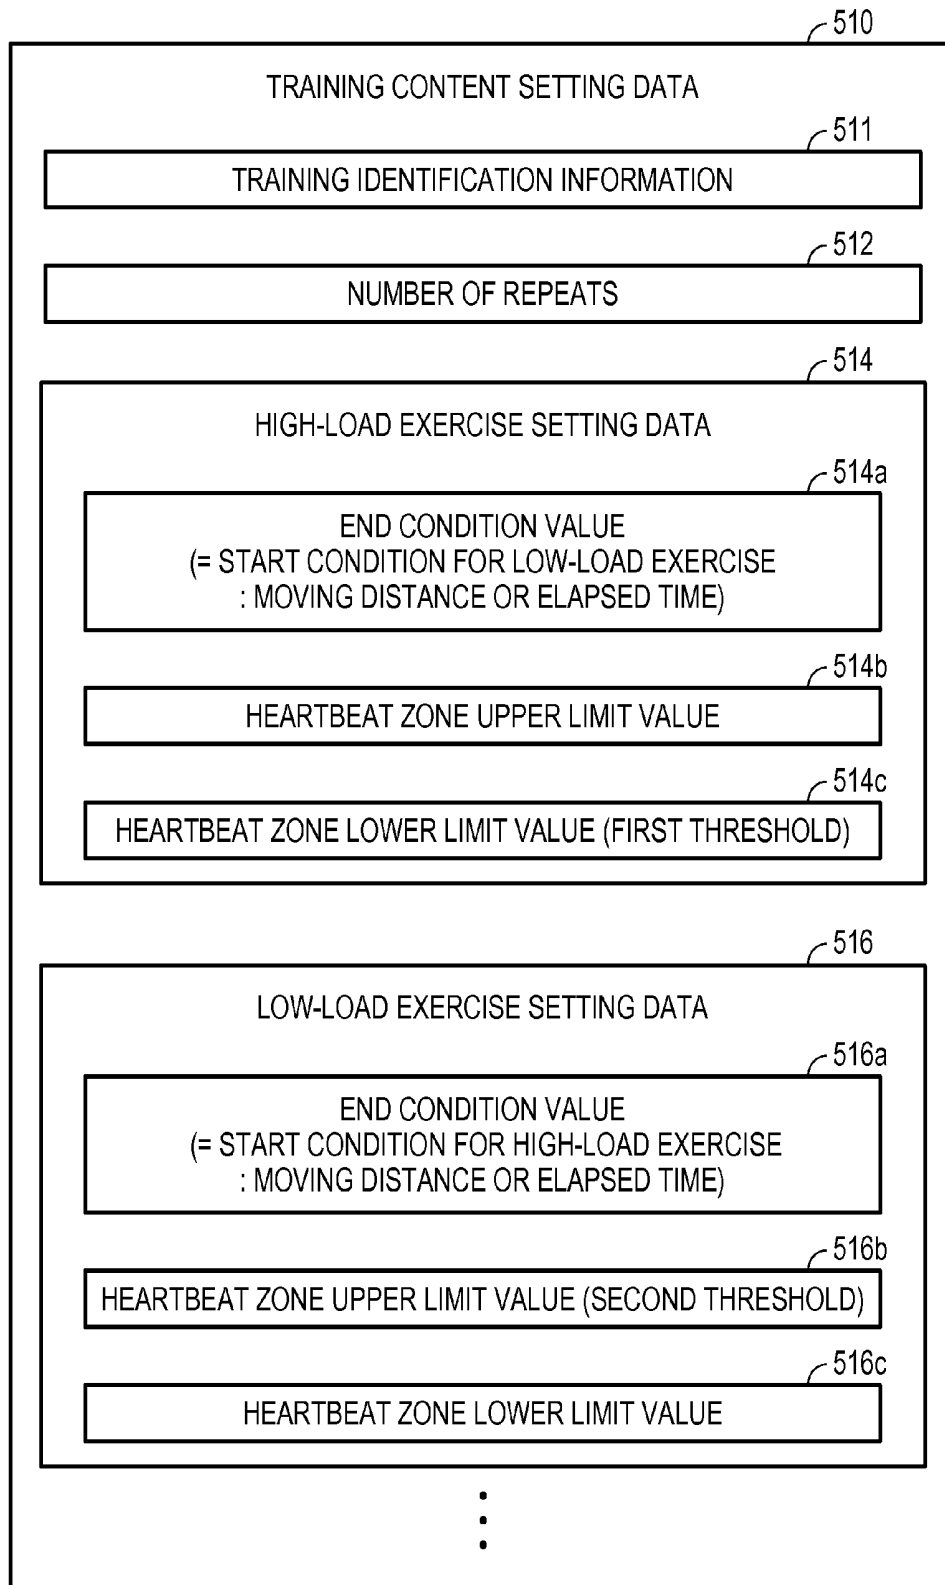 510
TRAINING CONTENT SETTING DATA
511
TRAINING IDENTIFICATION INFORMATION
512
NUMBER OF REPEATS
514
HIGH-LOAD EXERCISE SETTING DATA
514a
END CONDITION VALUE
(= START CONDITION FOR LOW-LOAD EXERCISE
: MOVING DISTANCE OR ELAPSED TIME)
514b
HEARTBEAT ZONE UPPER LIMIT VALUE
514c
HEARTBEAT ZONE LOWER LIMIT VALUE (FIRST THRESHOLD)
516
LOW-LOAD EXERCISE SETTING DATA
516a
END CONDITION VALUE
(= START CONDITION FOR HIGH-LOAD EXERCISE
: MOVING DISTANCE OR ELAPSED TIME)
516b
HEARTBEAT ZONE UPPER LIMIT VALUE (SECOND THRESHOLD)
516c
HEARTBEAT ZONE LOWER LIMIT VALUE